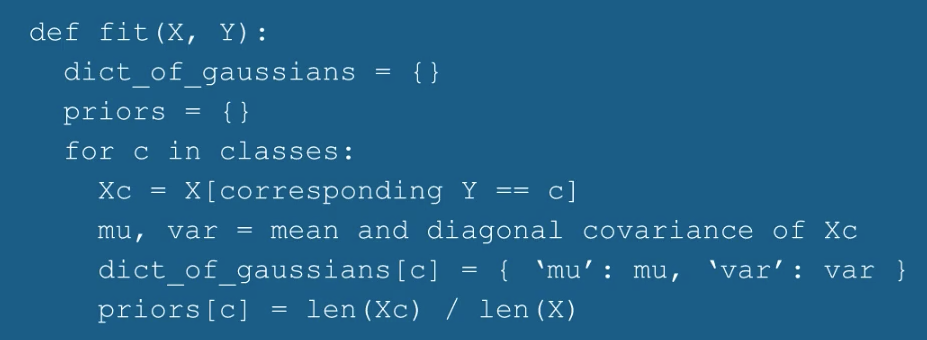 def fit(X, Y):
dict_of_gaussians = {}
priors = {}
for c in classes:
Xc = X[corresponding Y == c]
mu, var = mean and diagonal covariance of Xc
dict_of_gaussians[c] = { ‘mu’: mu, ‘var’: var }
priors[c] = len(Xc) / len(X)